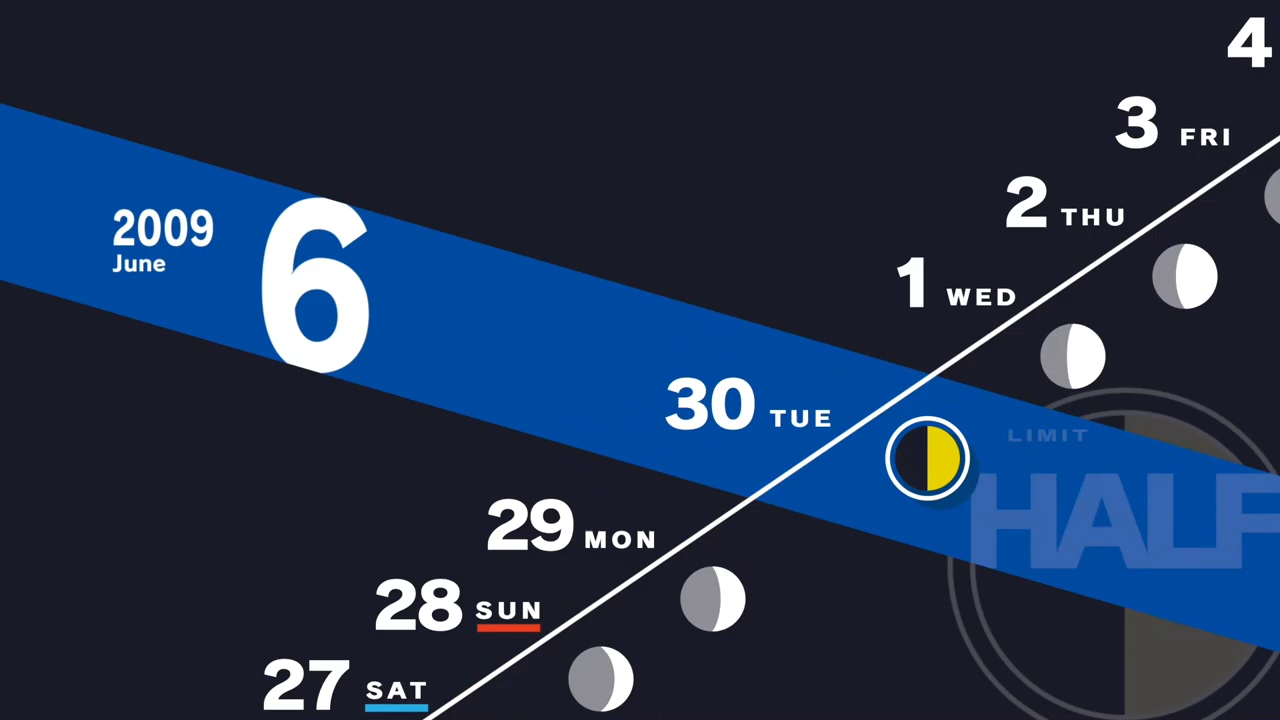 4
3 FRI
2 THU
1 WED
2009
June
6
30 TUE
LIMIT
HALF
29 MON
28 SUN
27 SAT